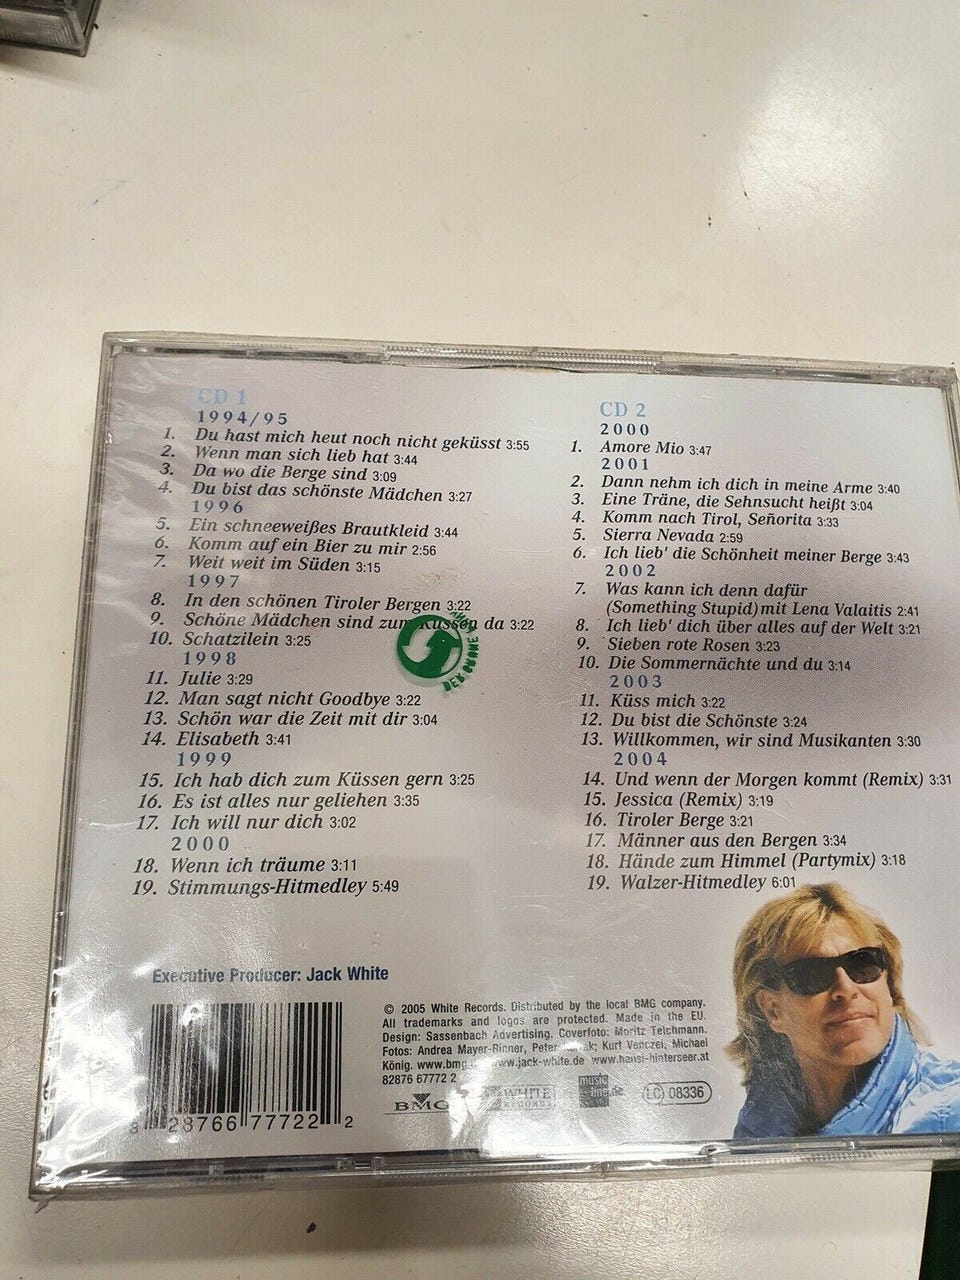 CD 1
1994/95
1. Du hast mich heut noch nicht geküsst 3:55
2. Wenn man sich lieb hat 3:44
3. Da wo die Berge sind 3:09
4. Du bist das schönste Mädchen 3:27
1996
5. Ein schneeweißes Brautkleid 3:44
6. Komm auf ein Bier zu mir 2:56
7. Weit weit im Süden 3:15
1997
8. In den schönen Tiroler Bergen 3:22
9. Schöne Mädchen sind zum Küssen da 3:22
10. Schatzilein 3:25
1998
11. Julie 3:29
12. Man sagt nicht Goodbye 3:22
13. Schön war die Zeit mit dir 3:04
14. Elisabeth 3:41
1999
15. Ich hab dich zum Küssen gern 3:25
16. Es ist alles nur geliehen 3:35
17. Ich will nur dich 3:02
2000
18. Wenn ich träume 3:11
19. Stimmungs-Hitmedley 5:49
CD 2
2000
1. Amore Mio 3:47
2001
2. Dann nehm ich dich in meine Arme 3:40
3. Eine Träne, die Sehnsucht heißt 3:04
4. Komm nach Tirol, Señorita 3:33
5. Sierra Nevada 2:59
6. Ich lieb' die Schönheit meiner Berge 3:43
2002
7. Was kann ich denn dafür
(Something Stupid) mit Lena Valaitis 2:41
8. Ich lieb' dich über alles auf der Welt 3:21
9. Sieben rote Rosen 3:23
10. Die Sommernächte und du 3:14
2003
11. Küss mich 3:22
12. Du bist die Schönste 3:24
13. Willkommen, wir sind Musikanten 3:30
2004
14. Und wenn der Morgen kommt (Remix) 3:31
15. Jessica (Remix) 3:19
16. Tiroler Berge 3:21
17. Männer aus den Bergen 3:34
18. Hände zum Himmel (Partymix) 3:18
19. Walzer-Hitmedley 6:01
DER GRÜNE PUNKT
Executive Producer: Jack White
© 2005 White Records. Distributed by the local BMG company.
All trademarks and logos are protected. Made in the EU.
Design: Sassenbach Advertising. Coverfoto: Moritz Teichmann.
Fotos: Andrea Mayer-Rinner, Peter Kurt Venczel, Michael
König. www.bmg www.jack-white.de www.hansi-hinterseer.at
82876 67772 2
BMG
WHITE
RECORDS
music
line.de
LC 08336
8 28766 77722 2